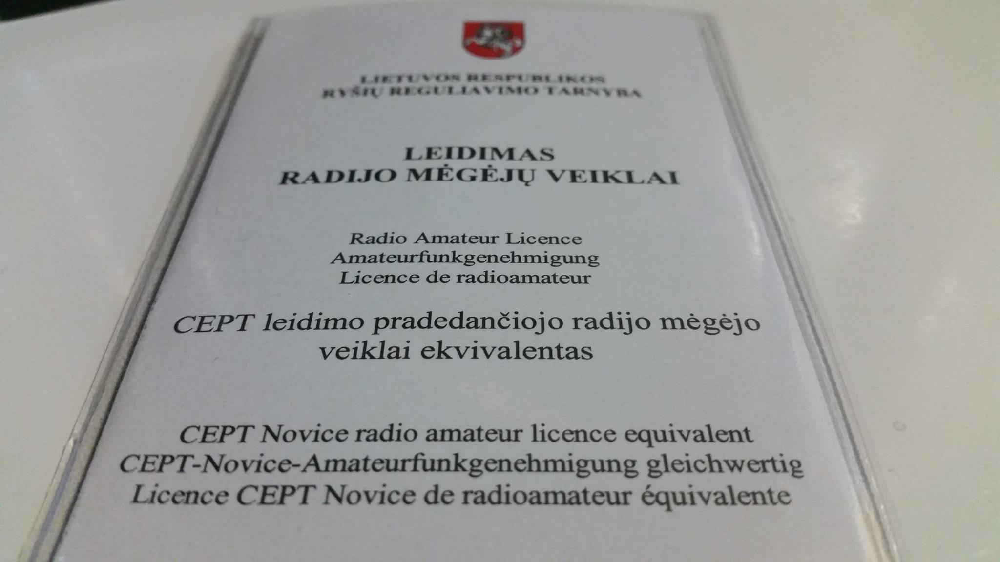 LIETUVOS RESPUBLIKOS
RYŠIŲ REGULIAVIMO TARNYBA
LEIDIMAS
RADIJO MĖGĖJŲ VEIKLAI
Radio Amateur Licence
Amateurfunkgenehmigung
Licence de radioamateur
CEPT leidimo pradedančiojo radijo mėgėjo
veiklai ekvivalentas
CEPT Novice radio amateur licence equivalent
CEPT-Novice-Amateurfunkgenehmigung gleichwertig
Licence CEPT Novice de radioamateur équivalente